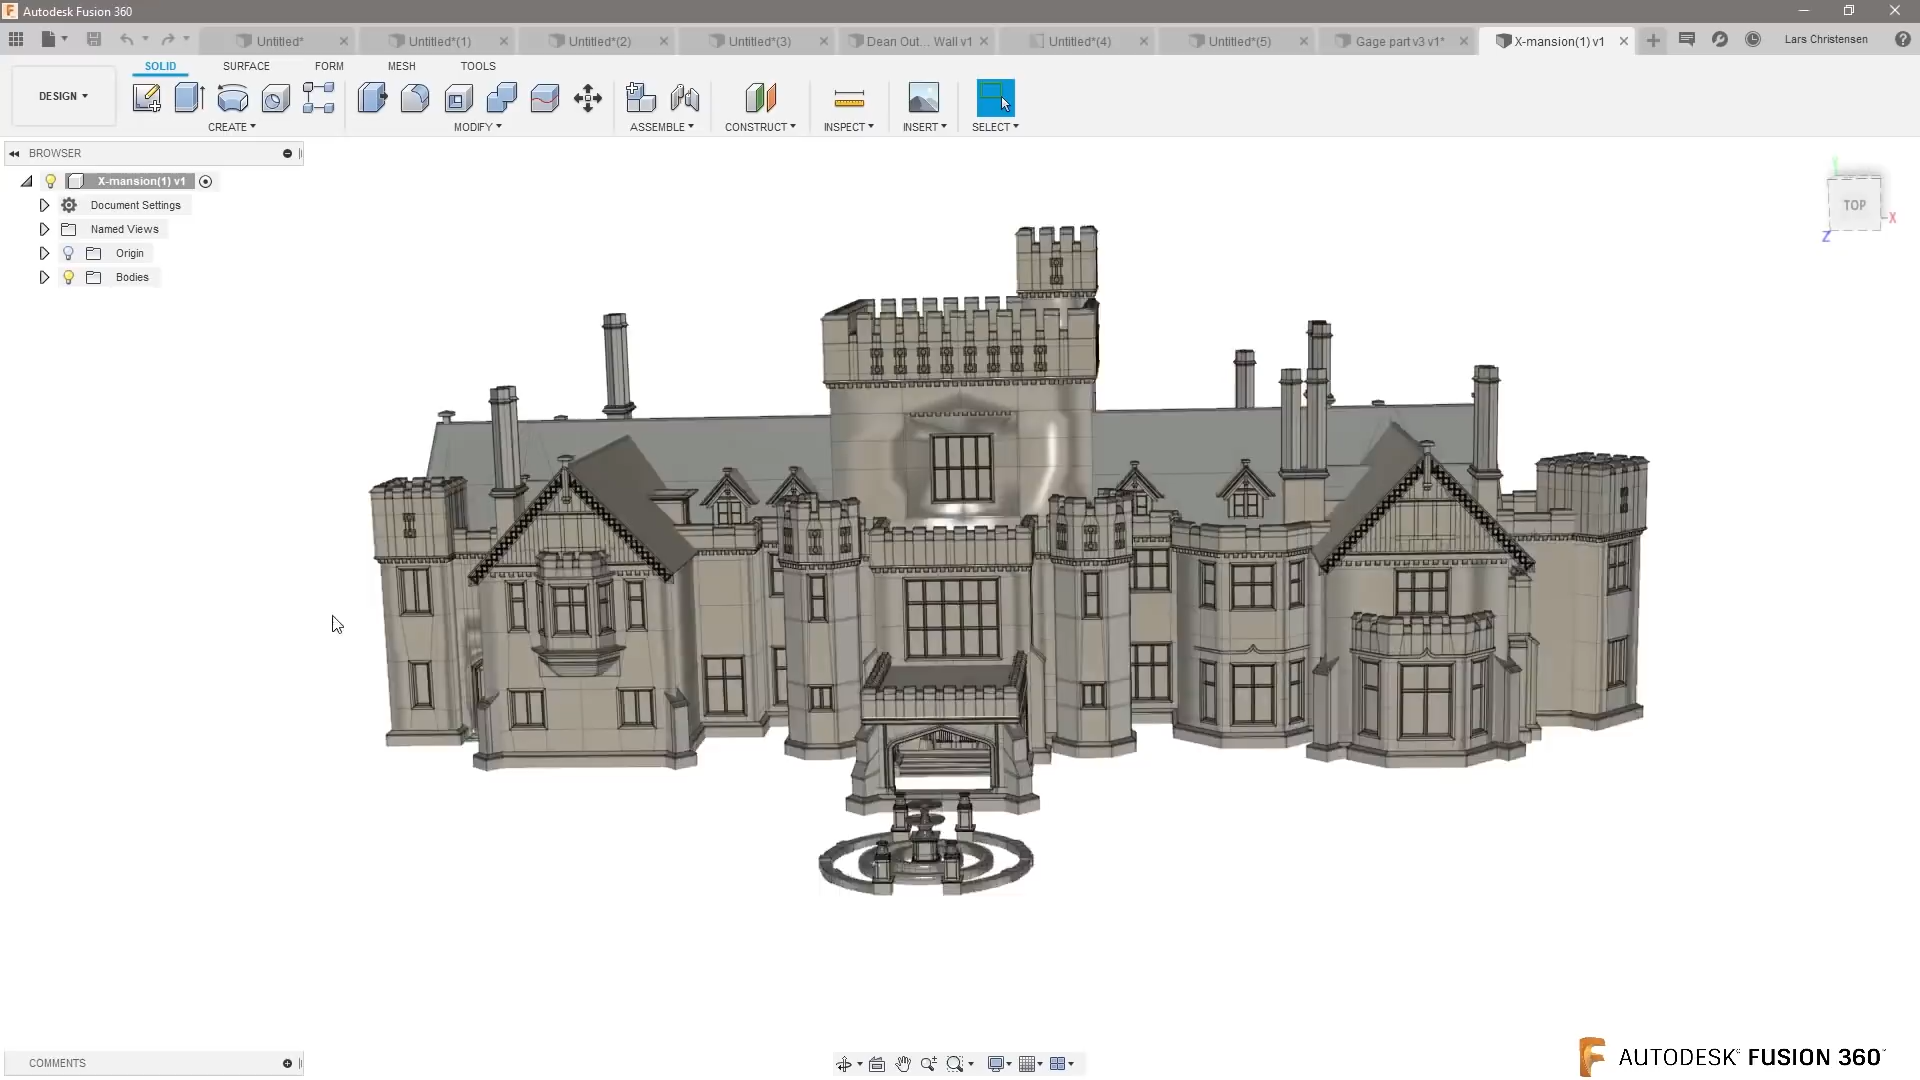 Autodesk Fusion 360
Untitled*
Untitled*(1)
Untitled*(2)
Untitled*(3)
Dean Out... Wall v1
Untitled*(4)
Untitled*(5)
Gage part v3 v1*
X-mansion(1) v1
Lars Christensen
SOLID
SURFACE
FORM
MESH
TOOLS
DESIGN
CREATE
MODIFY
ASSEMBLE
CONSTRUCT
INSPECT
INSERT
SELECT
BROWSER
X-mansion(1) v1
Document Settings
Named Views
Origin
Bodies
Y
TOP
X
Z
COMMENTS
AUTODESK FUSION 360